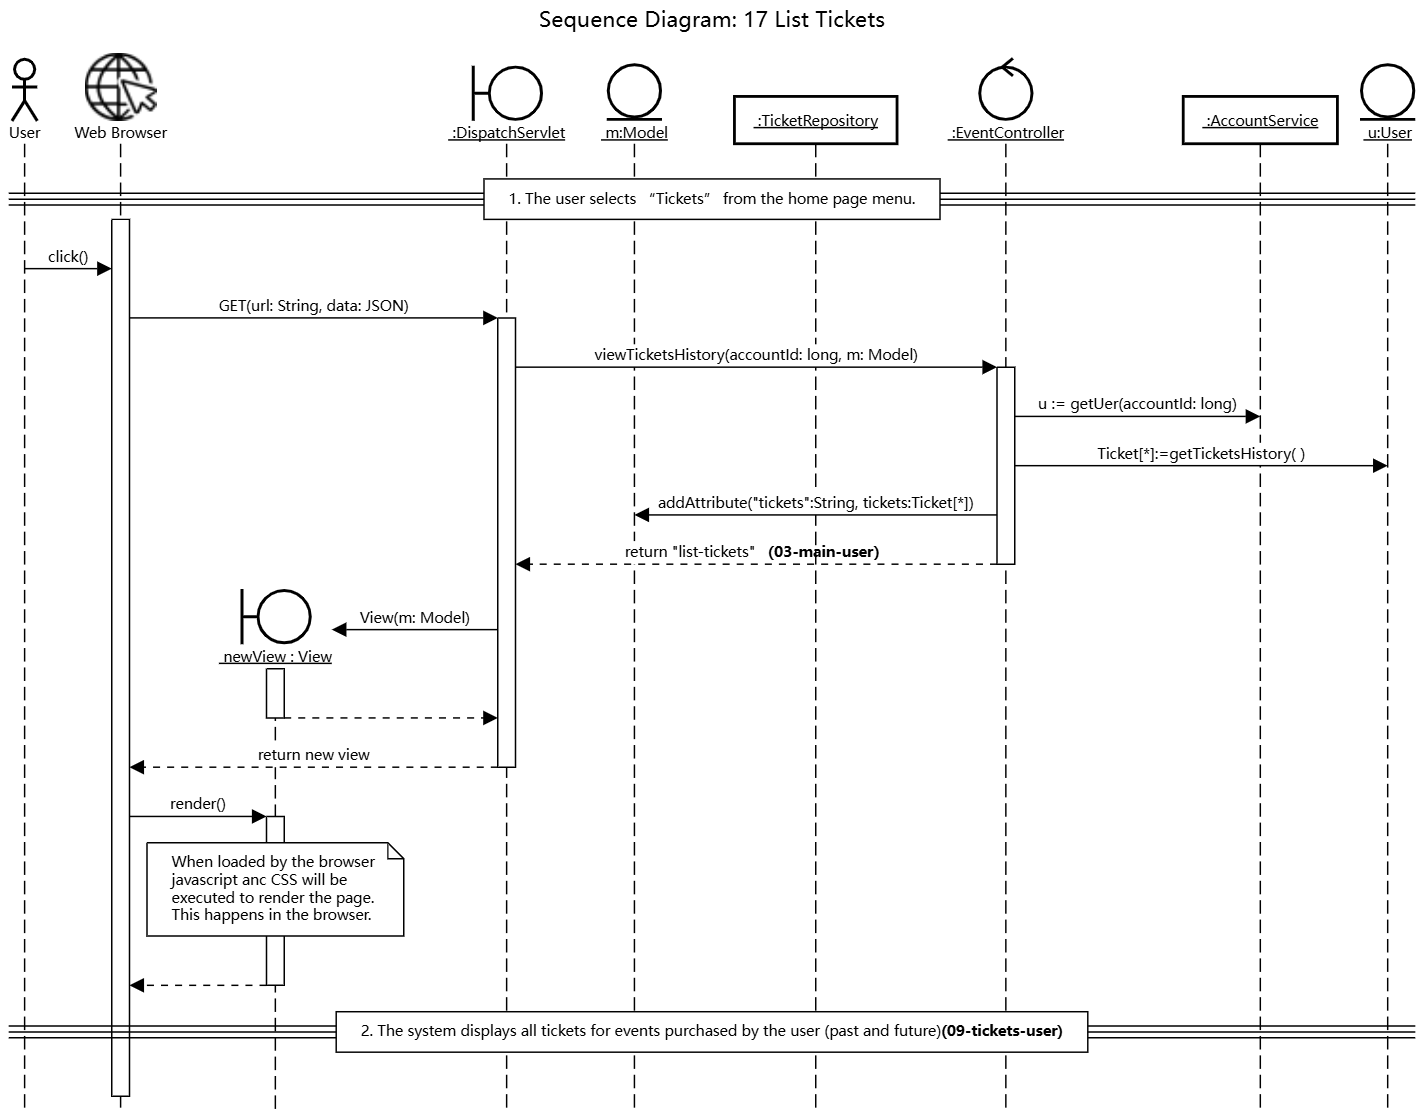 Sequence Diagram: 17 List Tickets
User
Web Browser
:DispatchServlet
m:Model
:TicketRepository
:EventController
:AccountService
u:User
1. The user selects “Tickets” from the home page menu.
click()
GET(url: String, data: JSON)
viewTicketsHistory(accountId: long, m: Model)
u := getUer(accountId: long)
Ticket[*]:=getTicketsHistory( )
addAttribute("tickets":String, tickets:Ticket[*])
return "list-tickets" (03-main-user)
View(m: Model)
newView : View
return new view
render()
When loaded by the browser
javascript anc CSS will be
executed to render the page.
This happens in the browser.
2. The system displays all tickets for events purchased by the user (past and future)(09-tickets-user)